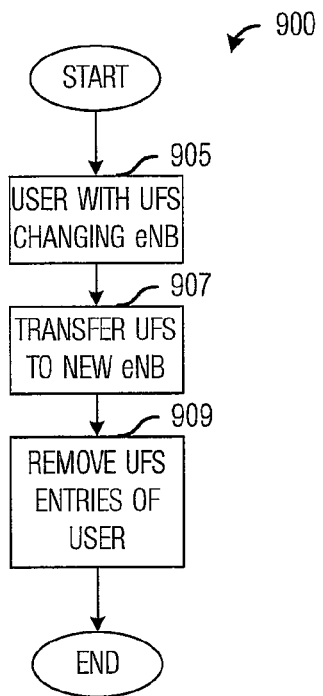 900
START
905
USER WITH UFS
CHANGING eNB
907
TRANSFER UFS
TO NEW eNB
909
REMOVE UFS
ENTRIES OF
USER
END